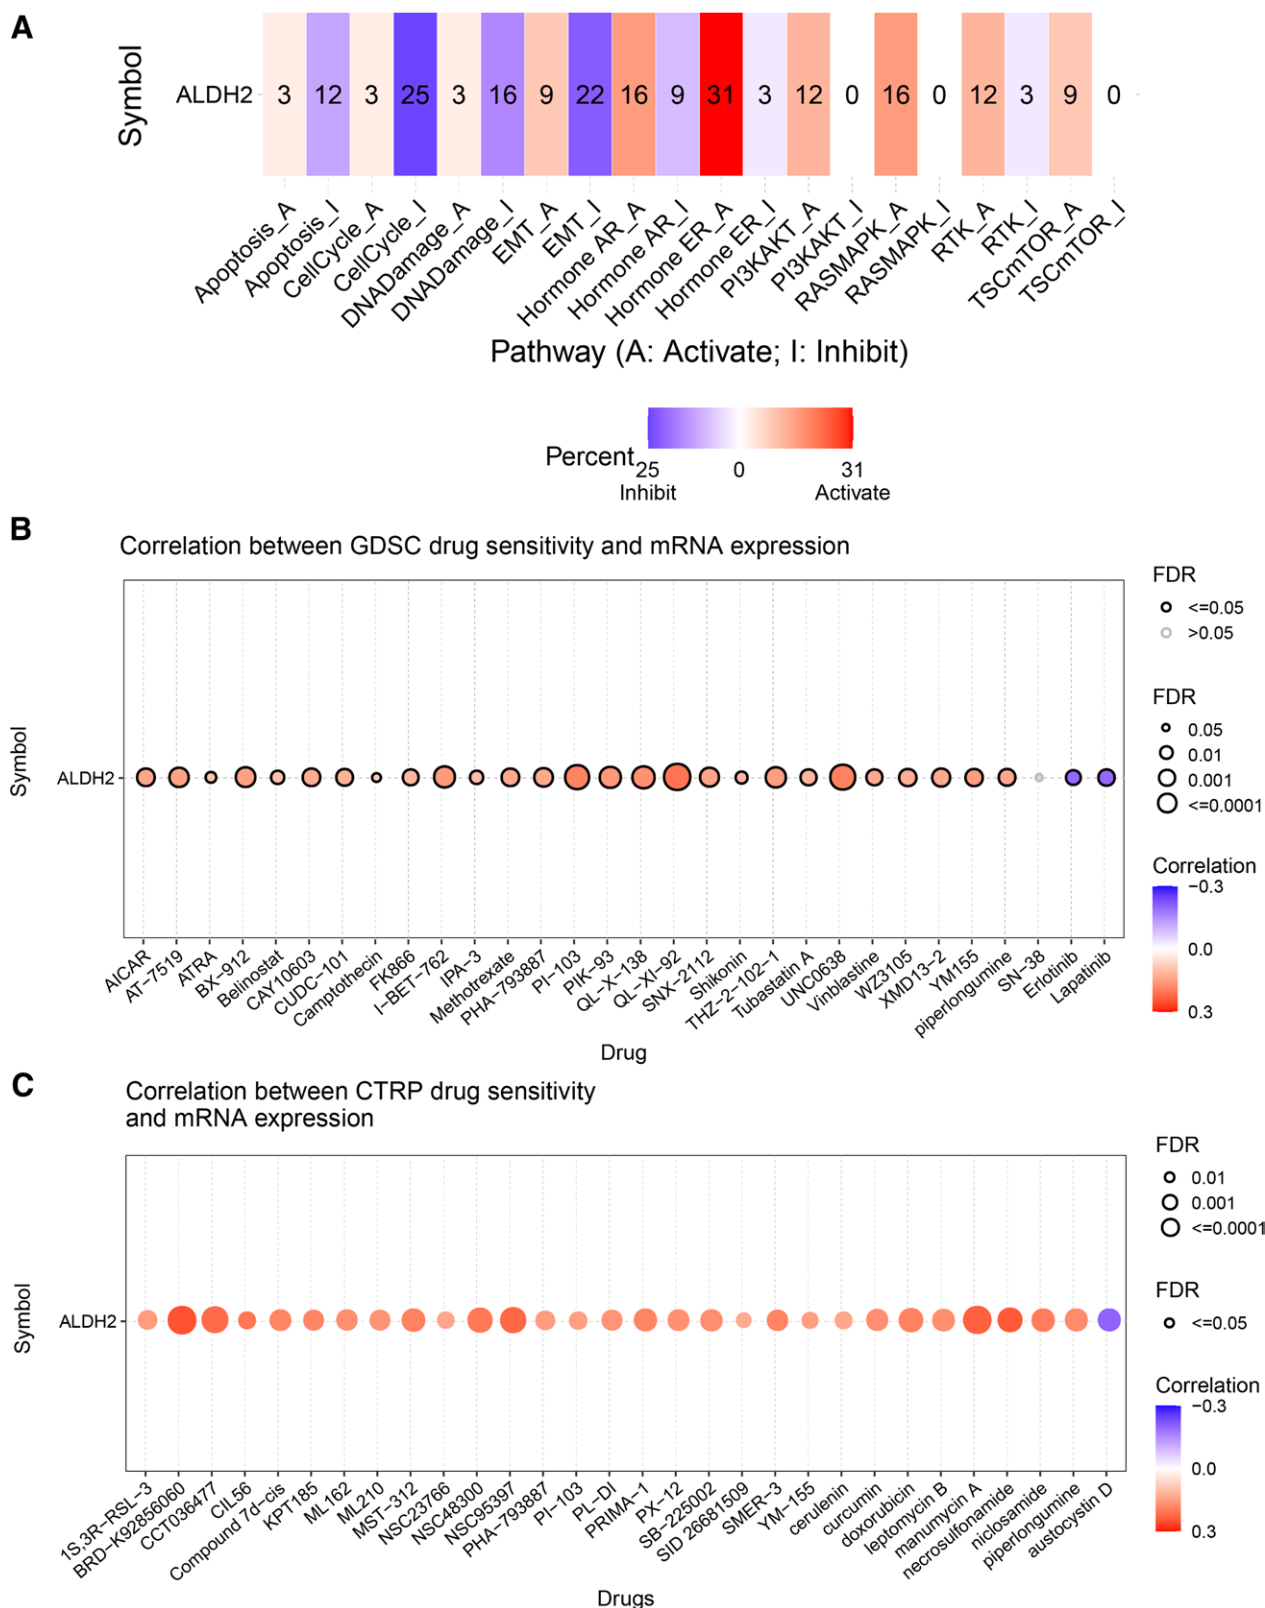 A
Symbol
ALDH2
3 12 3 25 3 16 9 22 16 9 31 3 12 0 16 0 12 3 9 0
Apoptosis_A
Apoptosis_I
CellCycle_A
CellCycle_I
DNADamage_A
DNADamage_I
EMT_A
EMT_I
Hormone AR_A
Hormone AR_I
Hormone ER_A
Hormone ER_I
PI3KAKT_A
PI3KAKT_I
RASMAPK_A
RASMAPK_I
RTK_A
RTK_I
TSCmTOR_A
TSCmTOR_I
Pathway (A: Activate; I: Inhibit)
Percent
25 0 31
Inhibit Activate
B
Correlation between GDSC drug sensitivity and mRNA expression
Symbol
ALDH2
AICAR
AT−7519
ATRA
BX−912
Belinostat
CAY10603
CUDC−101
Camptothecin
FK866
I−BET−762
IPA−3
Methotrexate
PHA−793887
PI−103
PIK−93
QL−X−138
QL−XI−92
SNX−2112
Shikonin
THZ−2−102−1
Tubastatin A
UNC0638
Vinblastine
WZ3105
XMD13−2
YM155
piperlongumine
SN−38
Erlotinib
Lapatinib
Drug
FDR
<=0.05
>0.05
FDR
0.05
0.01
0.001
<=0.0001
Correlation
−0.3
0.0
0.3
C
Correlation between CTRP drug sensitivity
and mRNA expression
Symbol
ALDH2
1S,3R−RSL−3
BRD−K92856060
CCT036477
CIL56
Compound 7d−cis
KPT185
ML162
ML210
MST−312
NSC23766
NSC48300
NSC95397
PHA−793887
PI−103
PL−DI
PRIMA−1
PX−12
SB−225002
SID 26681509
SMER−3
YM−155
cerulenin
curcumin
doxorubicin
leptomycin B
manumycin A
necrosulfonamide
niclosamide
piperlongumine
austocystin D
Drugs
FDR
0.01
0.001
<=0.0001
FDR
<=0.05
Correlation
−0.3
0.0
0.3